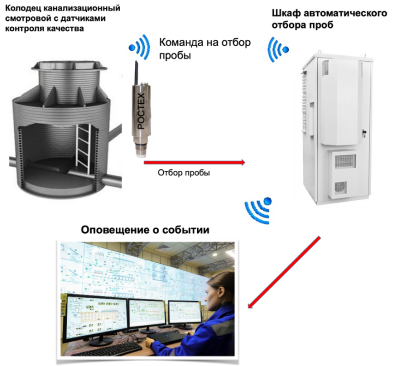 Колодец канализационный
смотровой с датчиками
контроля качества
Шкаф автоматического
отбора проб
Команда на отбор
пробы
РОСТЕХ
Отбор пробы
Оповещение о событии